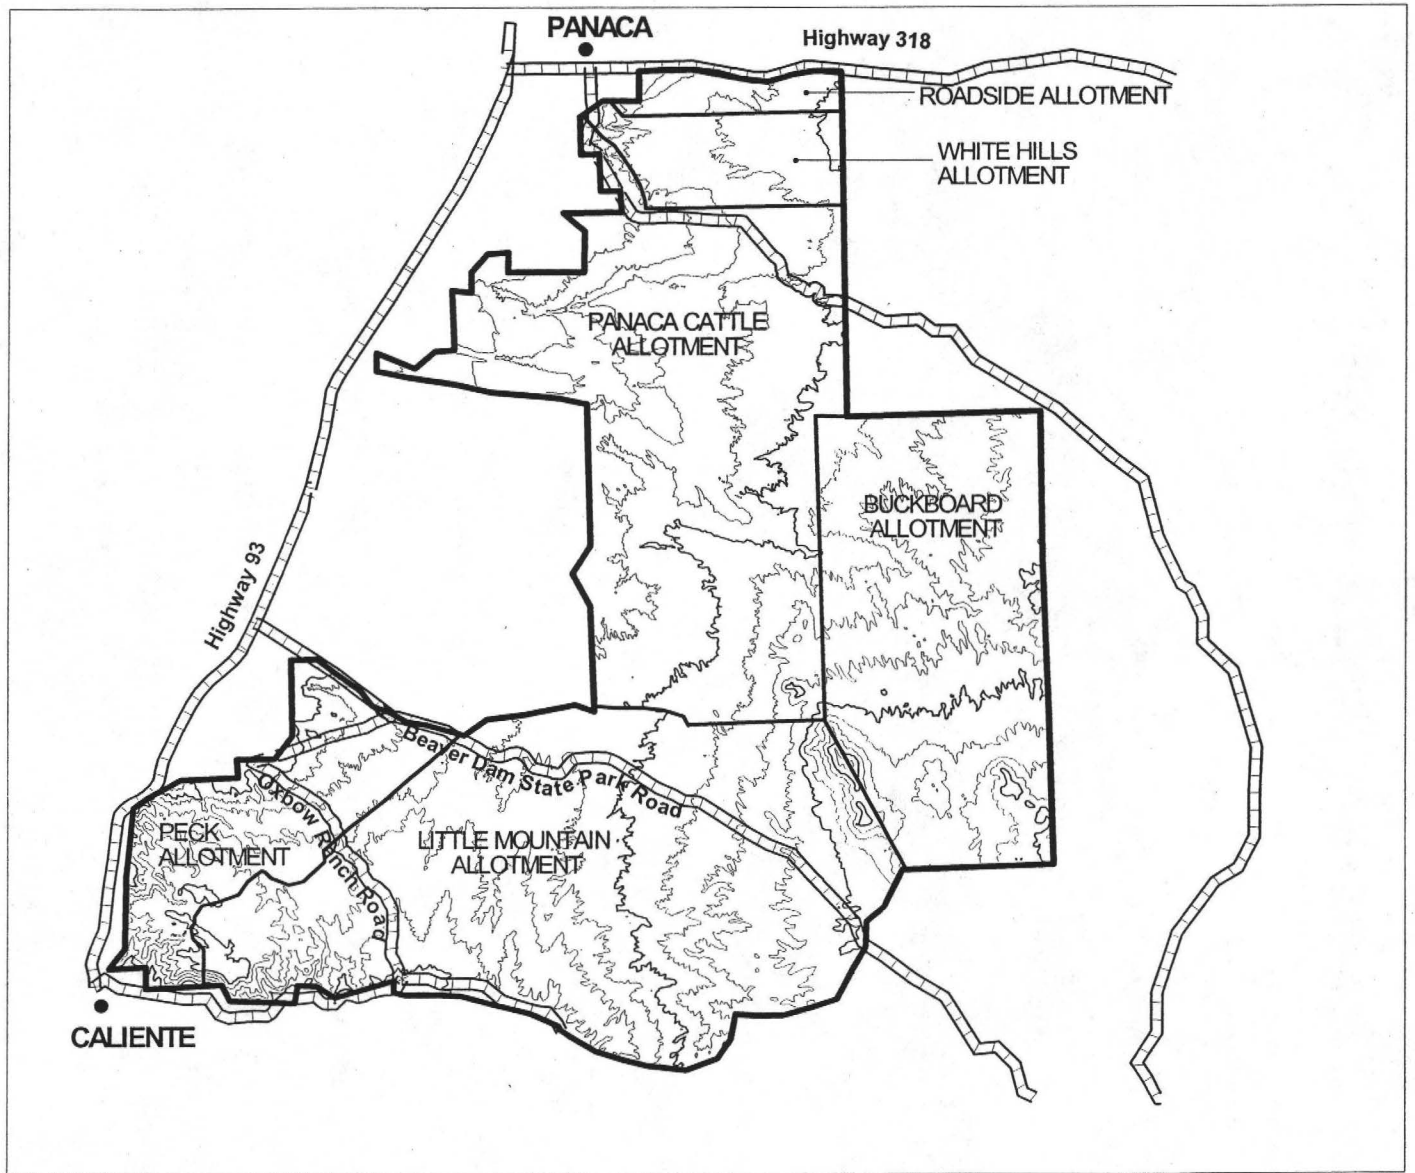 PANACA
Highway 318
ROADSIDE ALLOTMENT
WHITE HILLS
ALLOTMENT
PANACA CATTLE
ALLOTMENT
BUCKBOARD
ALLOTMENT
Highway 93
Beaver Dam State Park Road
Oxbow Ranch Road
PECK
ALLOTMENT
LITTLE MOUNTAIN
ALLOTMENT
CALIENTE